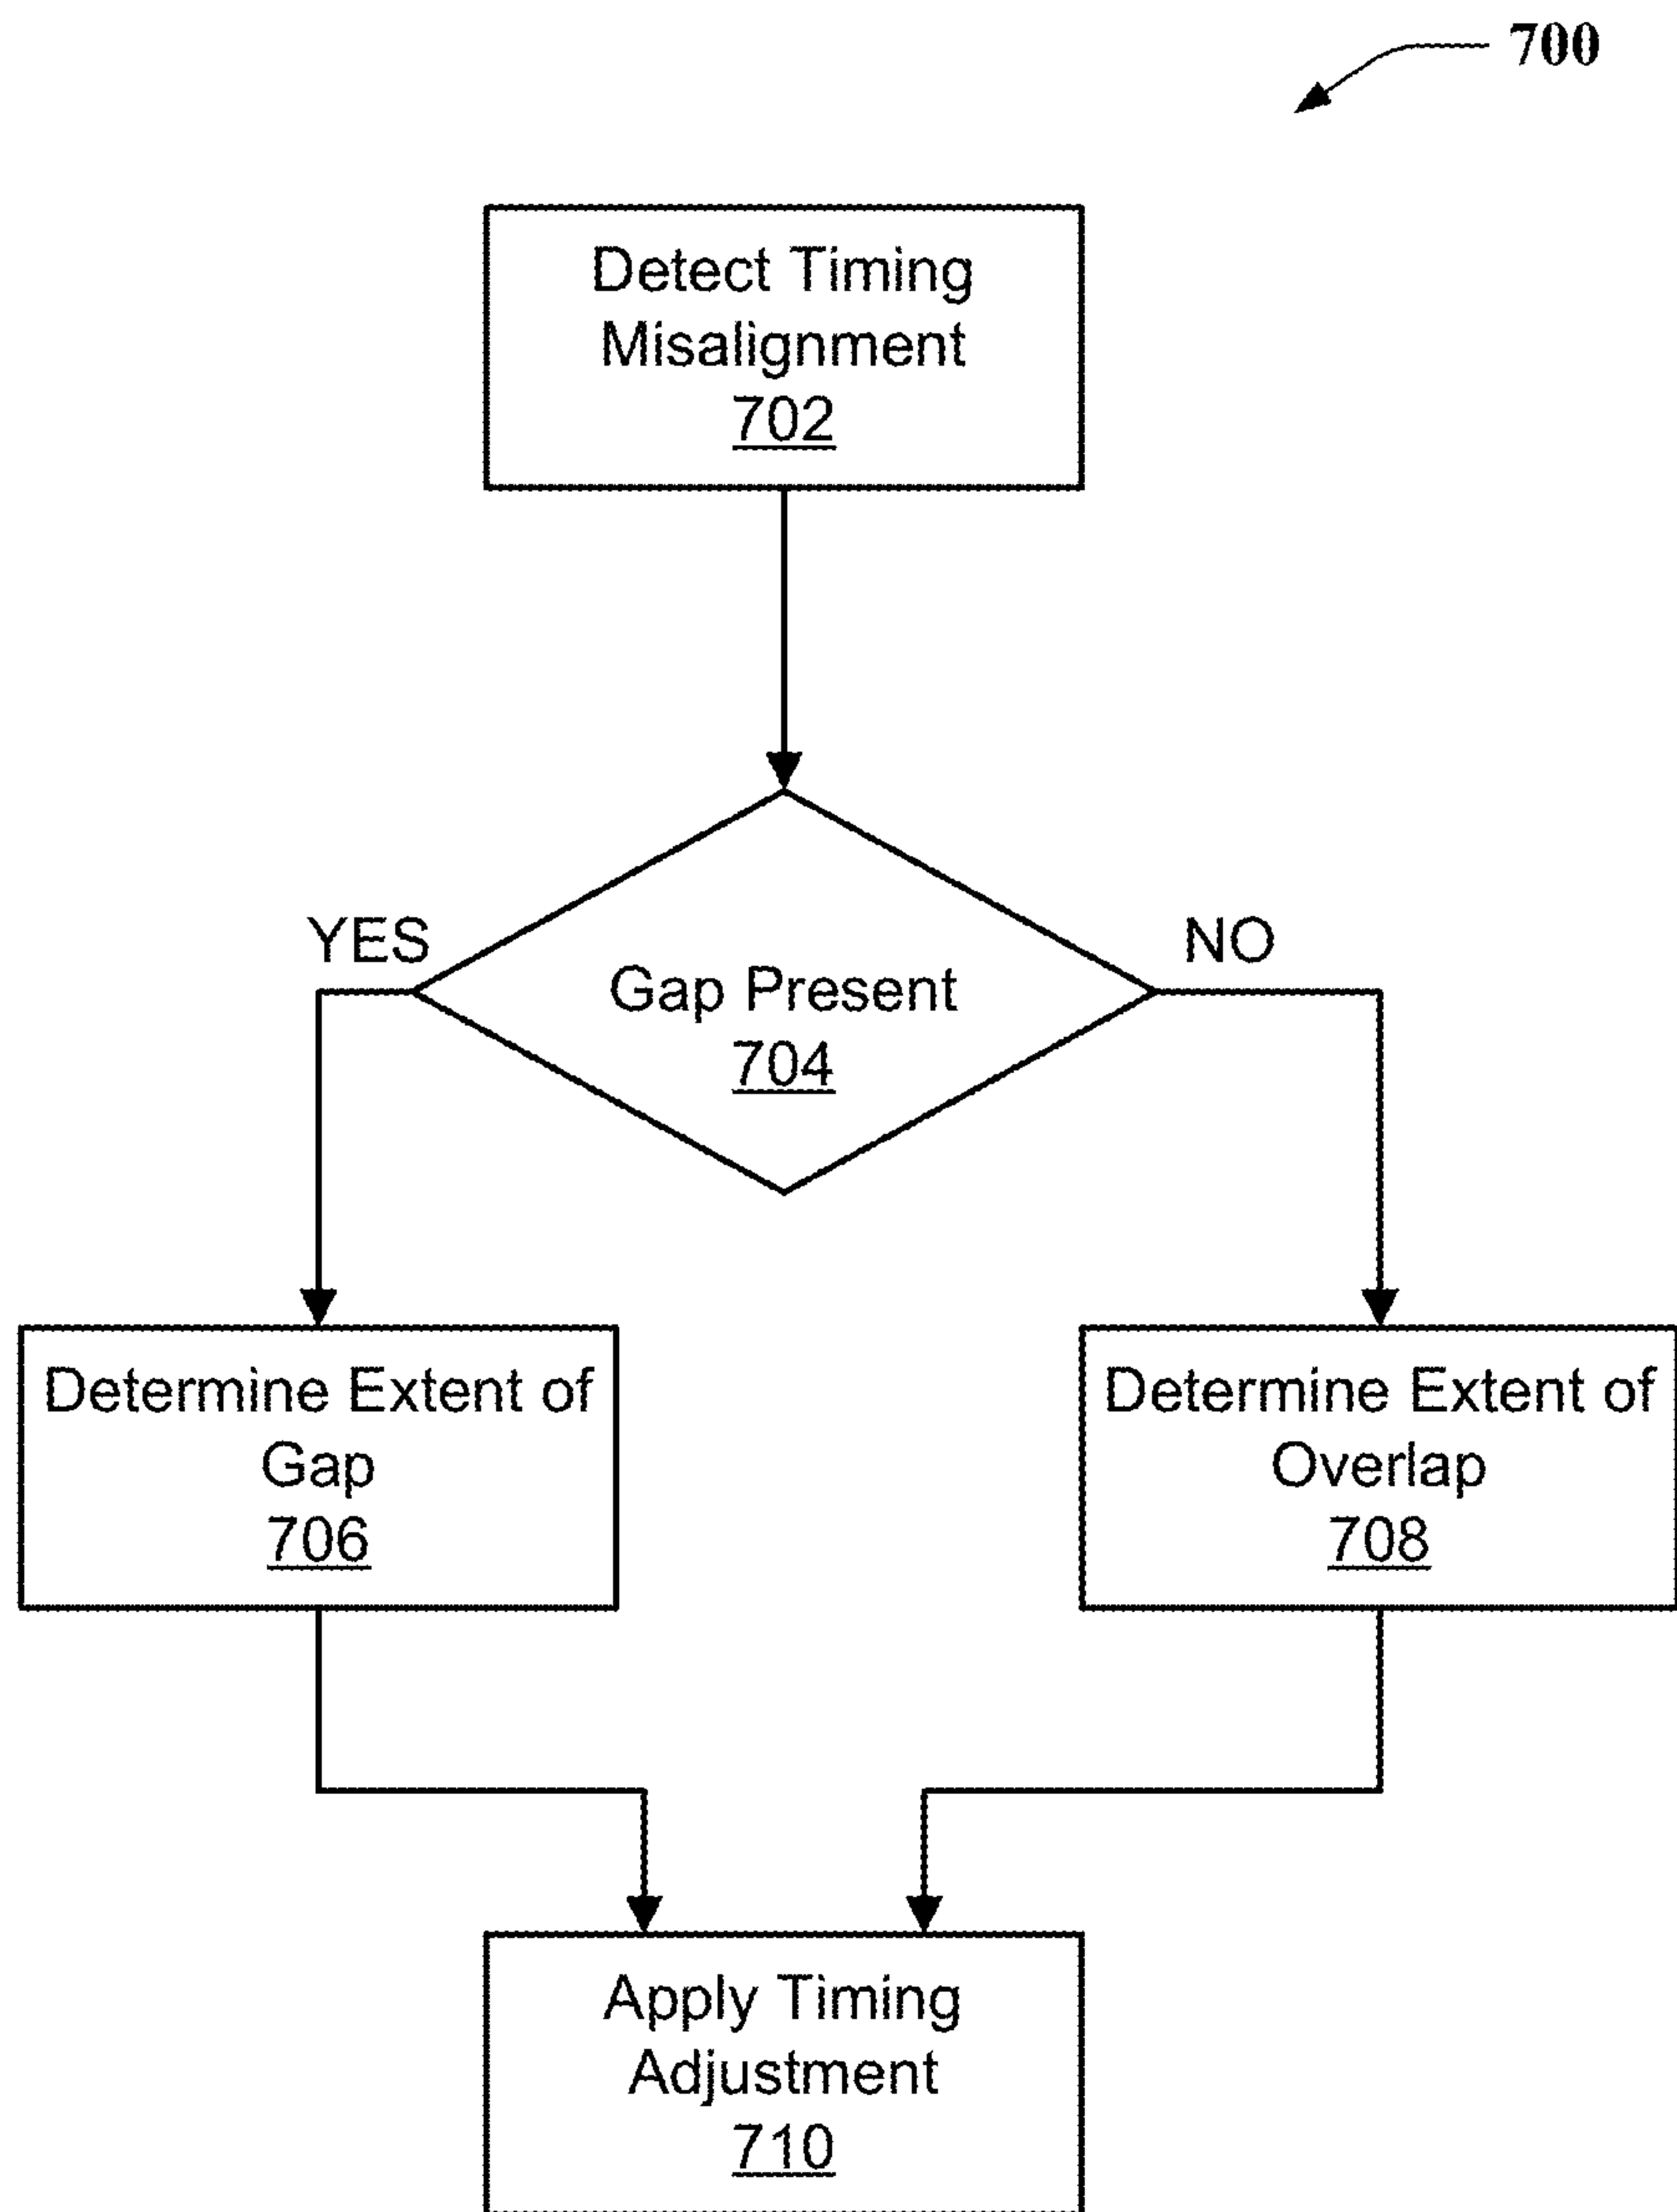 700
Detect Timing
Misalignment
702
YES
NO
Gap Present
704
Determine Extent of
Gap
706
Determine Extent of
Overlap
708
Apply Timing
Adjustment
710